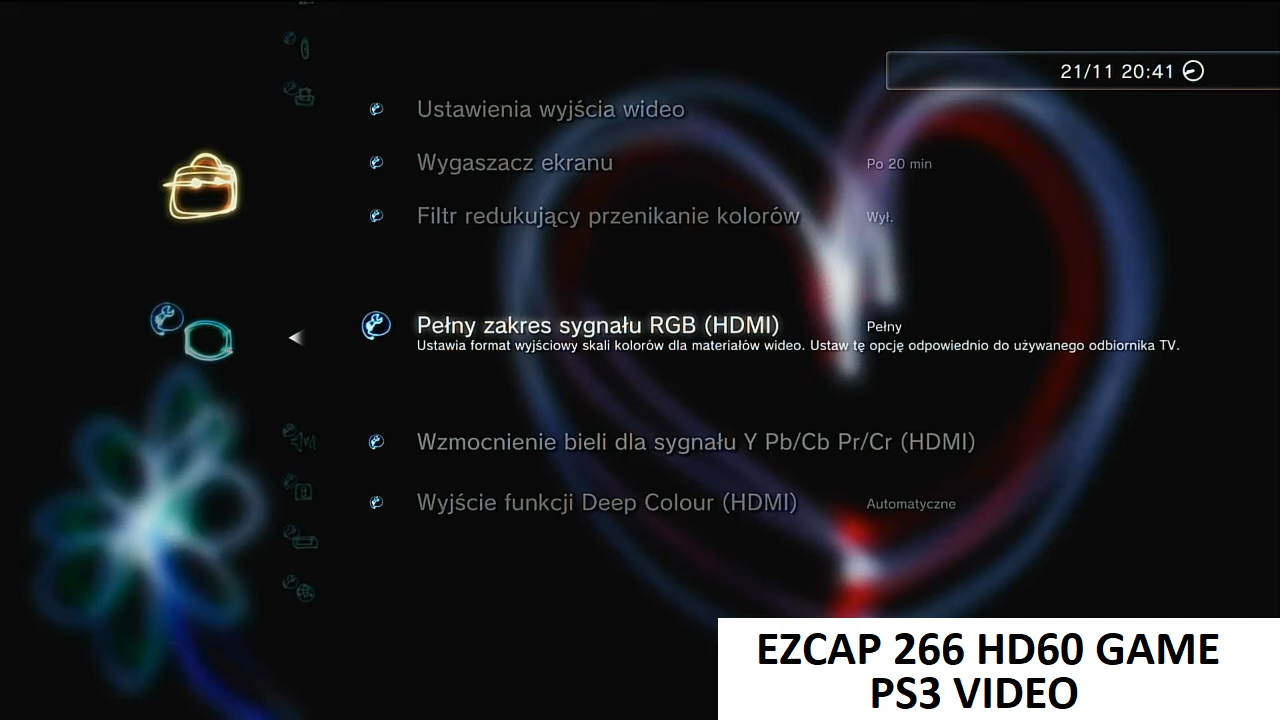 21/11 20:41
Ustawienia wyjścia wideo
Wygaszacz ekranu Po 20 min
Filtr redukujący przenikanie kolorów Wył.
Pełny zakres sygnału RGB (HDMI) Pełny
Ustawia format wyjściowy skali kolorów dla materiałów wideo. Ustaw tę opcję odpowiednio do używanego odbiornika TV.
Wzmocnienie bieli dla sygnału Y Pb/Cb Pr/Cr (HDMI)
Wyjście funkcji Deep Colour (HDMI) Automatyczne
EZCAP 266 HD60 GAME
PS3 VIDEO